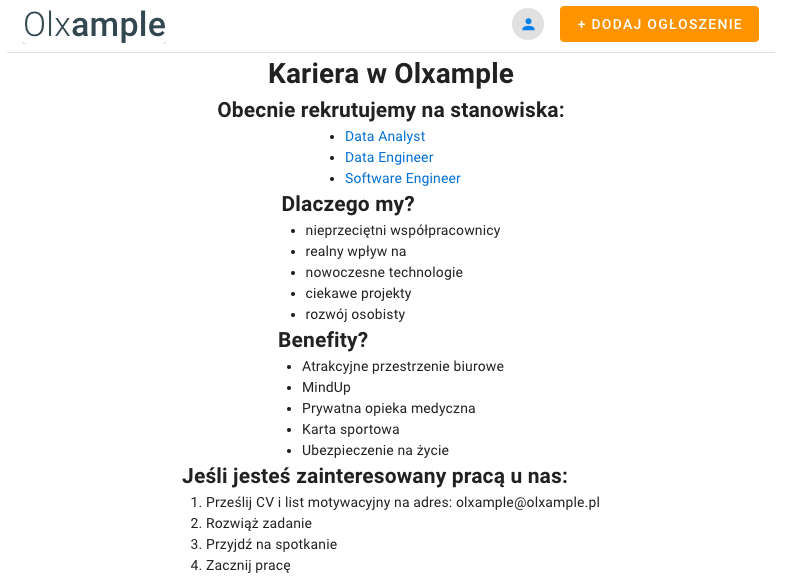 Olxample
+ DODAJ OGŁOSZENIE
Kariera w Olxample
Obecnie rekrutujemy na stanowiska:
Data Analyst
Data Engineer
Software Engineer
Dlaczego my?
nieprzeciętni współpracownicy
realny wpływ na
nowoczesne technologie
ciekawe projekty
rozwój osobisty
Benefity?
Atrakcyjne przestrzenie biurowe
MindUp
Prywatna opieka medyczna
Karta sportowa
Ubezpieczenie na życie
Jeśli jesteś zainteresowany pracą u nas:
1. Prześlij CV i list motywacyjny na adres: olxample@olxample.pl
2. Rozwiąż zadanie
3. Przyjdź na spotkanie
4. Zacznij pracę